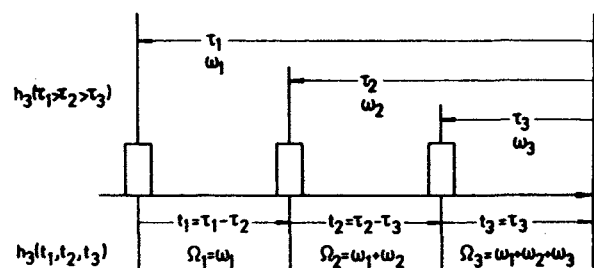 τ₁
ω₁
h₃(τ₁>τ₂>τ₃)
τ₂
ω₂
τ₃
ω₃
t₁=τ₁-τ₂ t₂=τ₂-τ₃ t₃=τ₃
h₃(t₁,t₂,t₃) Ω₁=ω₁ Ω₂=ω₁+ω₂ Ω₃=ω₁+ω₂+ω₃